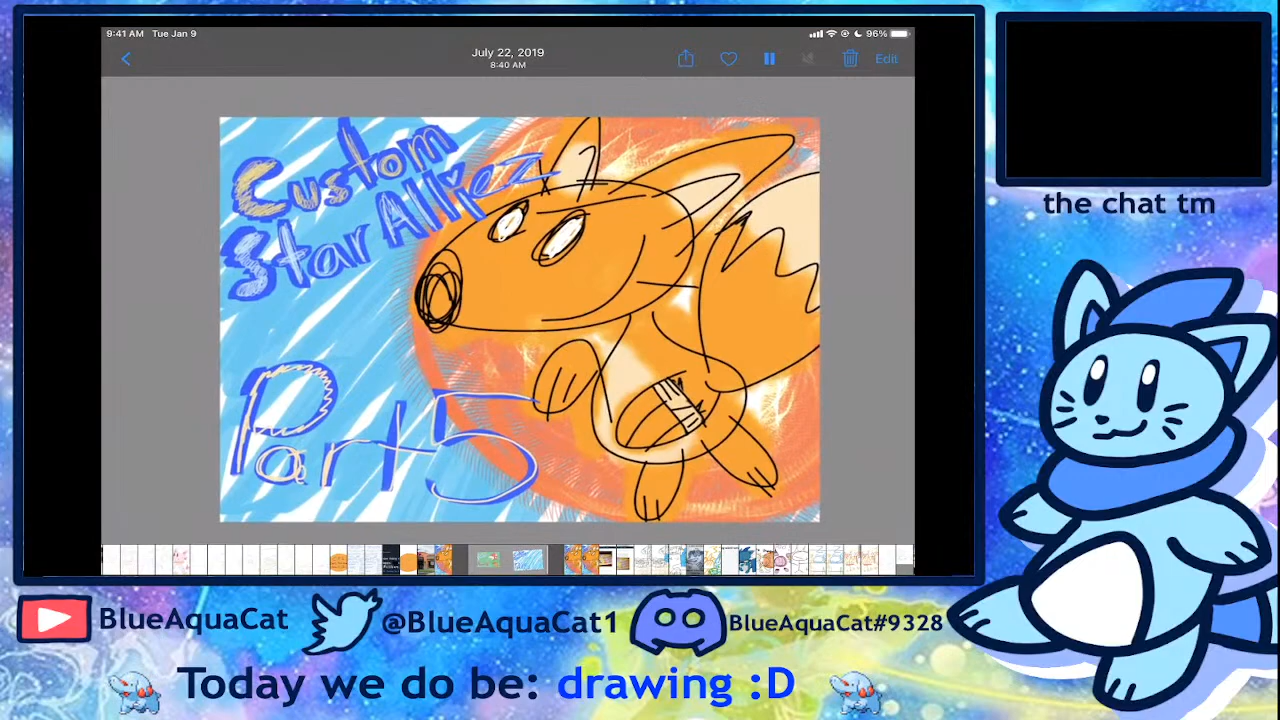 9:41 AM Tue Jan 9
96%
July 22, 2019
8:40 AM
Edit
Custom
Star Alliez
Part 5
the chat tm
BlueAquaCat
@BlueAquaCat1
BlueAquaCat#9328
Today we do be: drawing :D